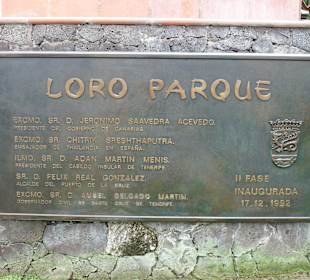 LORO PARQUE
EXCMO. SR. D. JERONIMO SAAVEDRA ACEVEDO.
PRESIDENTE DEL GOBIERNO DE CANARIAS.
EXCMO. SR. CHITRIK SRESHTHAPUTRA.
EMBAJADOR DE THAILANDIA EN ESPAÑA.
ILMO. SR. D. ADAN MARTIN MENIS.
PRESIDENTE DEL CABILDO INSULAR DE TENERIFE.
SR. D. FELIX REAL GONZALEZ.
ALCALDE DEL PUERTO DE LA CRUZ.
EXCMO. SR. D. ANGEL DELGADO MARTIN.
GOBERNADOR CIVIL DE SANTA CRUZ DE TENERIFE.
II FASE
INAUGURADA
17.12.1992